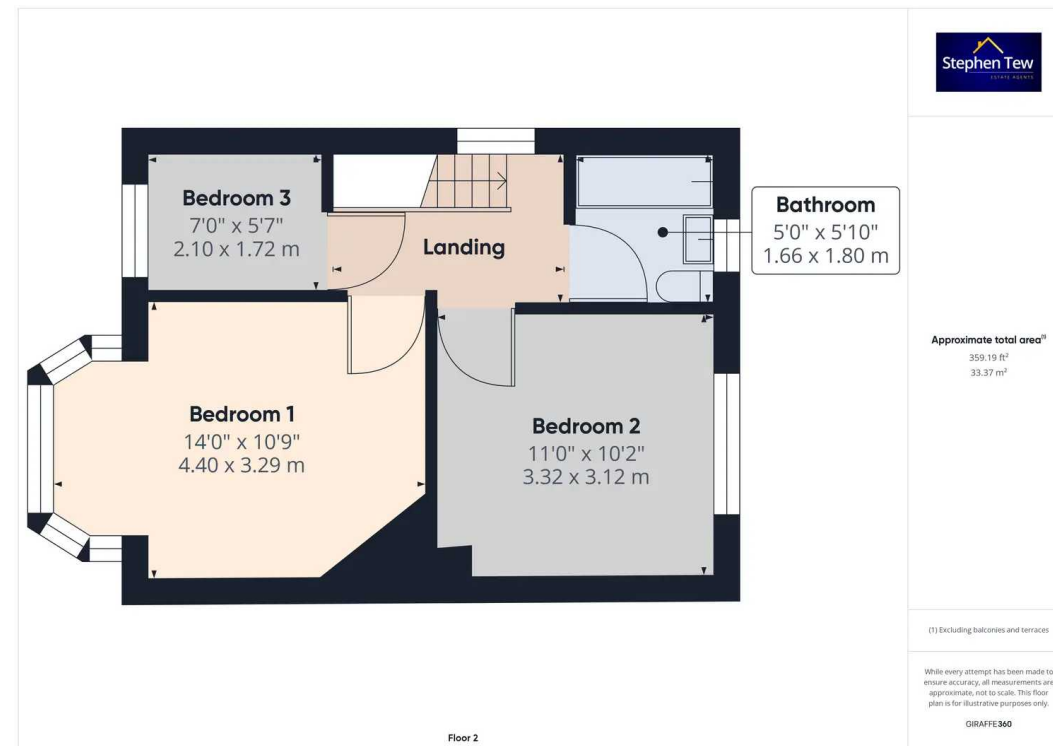 Stephen Tew
ESTATE AGENTS
Bedroom 3
7'0" x 5'7"
2.10 x 1.72 m
Landing
Bathroom
5'0" x 5'10"
1.66 x 1.80 m
Bedroom 1
14'0" x 10'9"
4.40 x 3.29 m
Bedroom 2
11'0" x 10'2"
3.32 x 3.12 m
Floor 2
Approximate total area⁽¹⁾
359.19 ft²
33.37 m²
(1) Excluding balconies and terraces
While every attempt has been made to
ensure accuracy, all measurements are
approximate, not to scale. This floor
plan is for illustrative purposes only.
GIRAFFE360